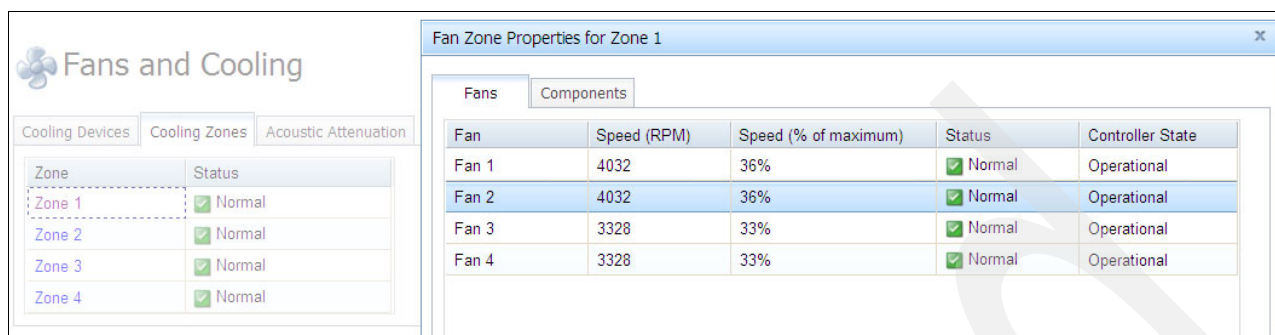 Fans and Cooling
Cooling Devices Cooling Zones Acoustic Attenuation
Zone Status
Zone 1 Normal
Zone 2 Normal
Zone 3 Normal
Zone 4 Normal
Fan Zone Properties for Zone 1 x
Fans Components
Fan Speed (RPM) Speed (% of maximum) Status Controller State
Fan 1 4032 36% Normal Operational
Fan 2 4032 36% Normal Operational
Fan 3 3328 33% Normal Operational
Fan 4 3328 33% Normal Operational